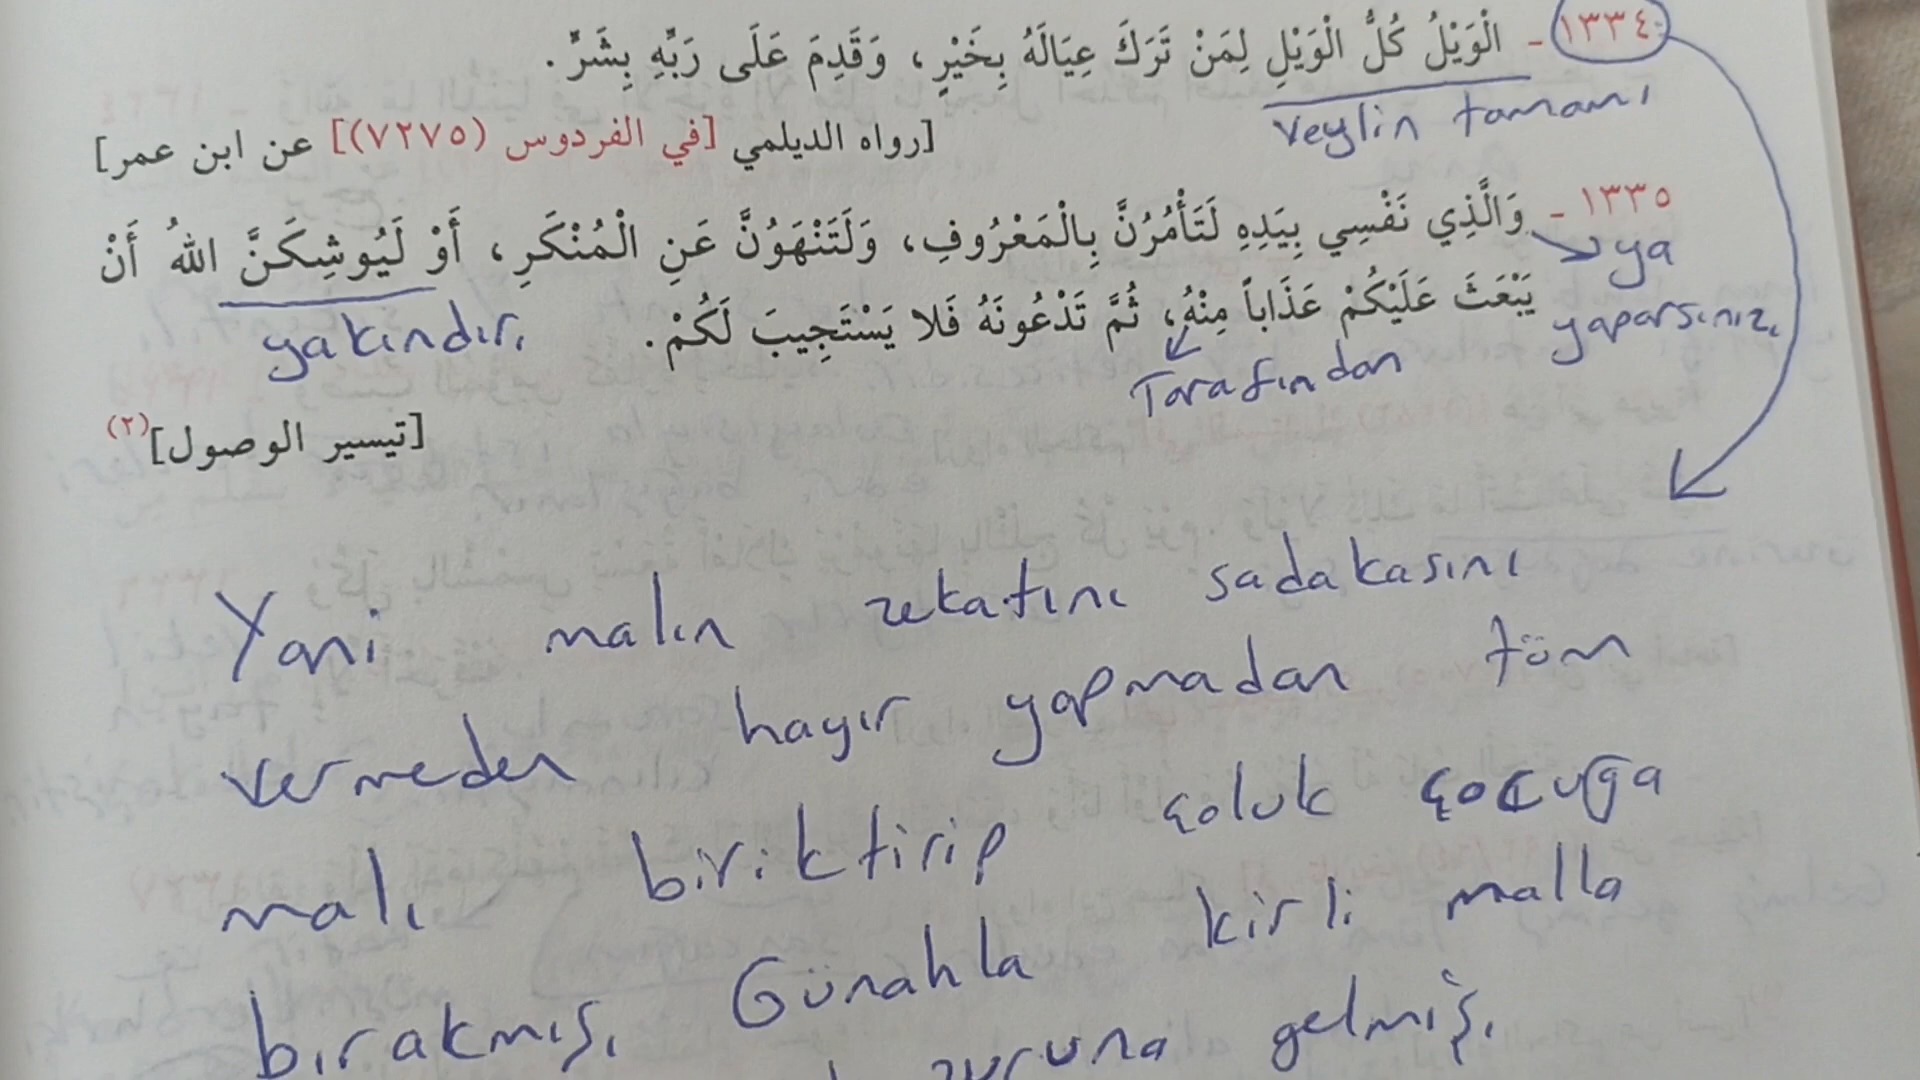 ١٣٣٤ - الْوَيْلُ كُلُّ الْوَيْلِ لِمَنْ تَرَكَ عِيَالَهُ بِخَيْرٍ ، وَقَدِمَ عَلَى رَبِّهِ بِشَرٍّ .
veylin tamamı
[رواه الديلمي [في الفردوس (٧٢٧٥)] عن ابن عمر]
١٣٣٥ - وَالَّذِي نَفْسِي بِيَدِهِ لَتَأْمُرُنَّ بِالْمَعْرُوفِ، وَلَتَنْهَوُنَّ عَنِ الْمُنْكَرِ، أَوْ لَيُوشِكَنَّ اللهُ أَنْ
ya
يَبْعَثَ عَلَيْكُمْ عَذَاباً مِنْهُ، ثُمَّ تَدْعُونَهُ فَلا يَسْتَجِيبَ لَكُمْ .
yaparsınız.
yakındır.
Tarafından
[تيسير الوصول](٢)
Yani malın zekatını sadakasını
vermeden hayır yapmadan tüm
malı biriktirip çoluk çocuğa
bırakmış. Günahla kirli malla
gelmiş.